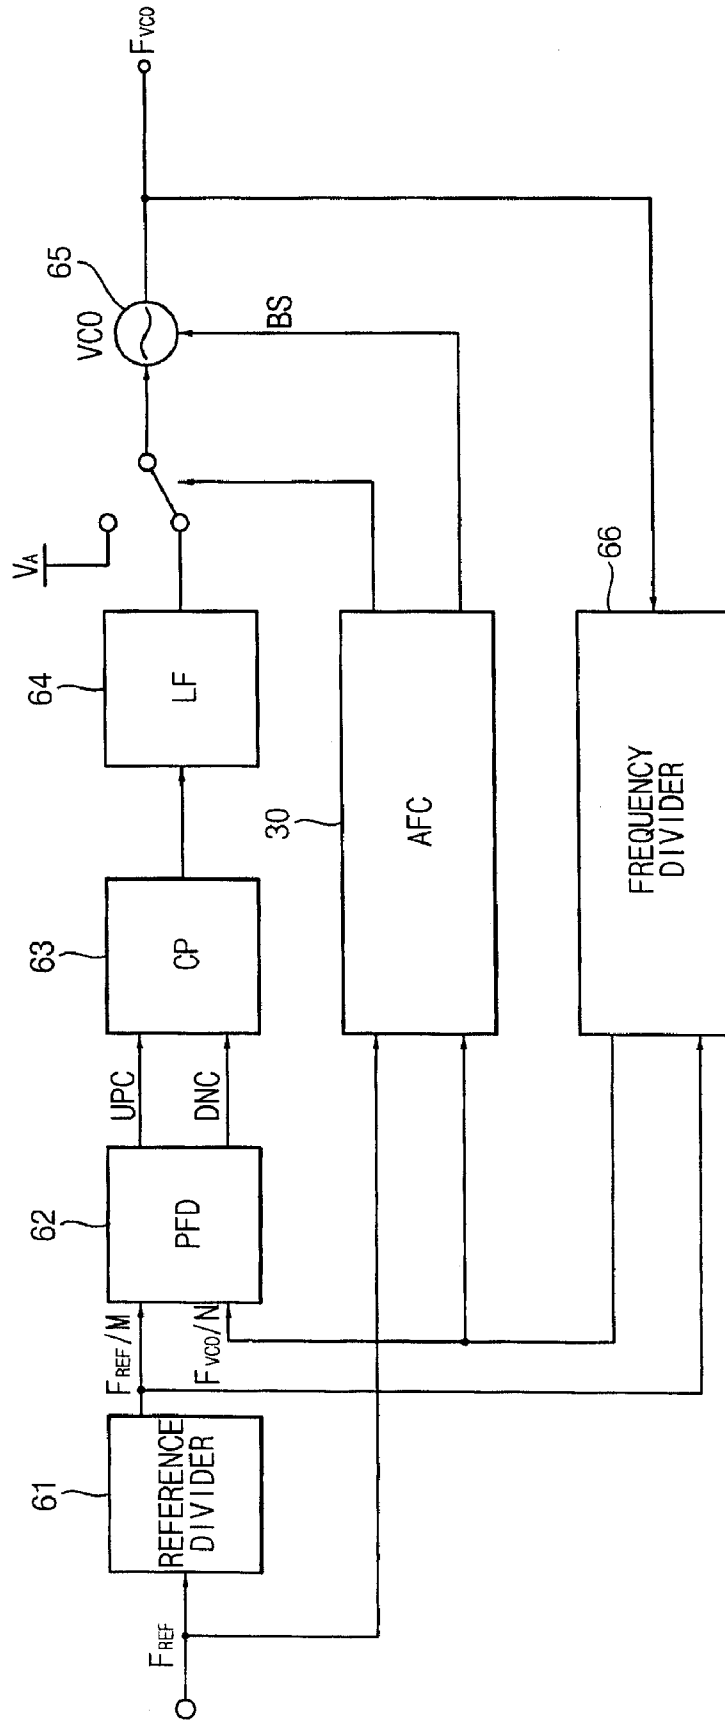 FREF
61
REFERENCE
DIVIDER
FREF/M
FVCO/N
62
PFD
UPC
DNC
63
CP
64
LF
VA
VCO
65
FVCO
BS
30
AFC
66
FREQUENCY
DIVIDER